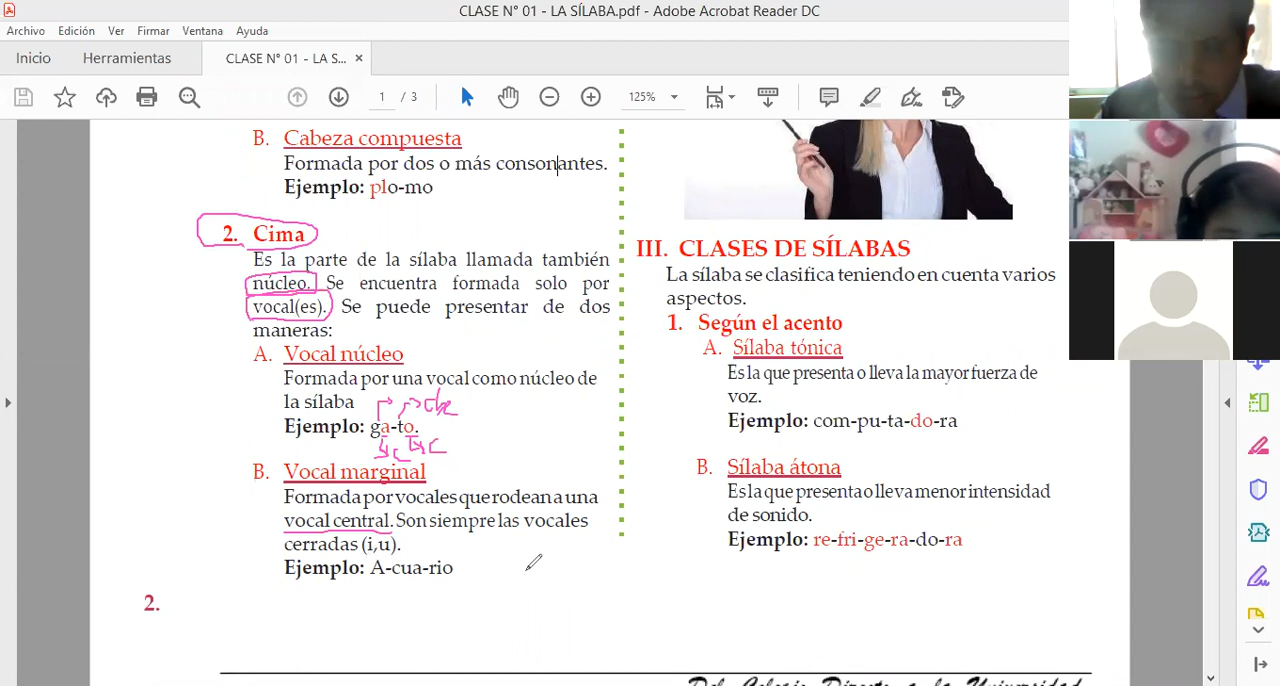 CLASE N° 01 - LA SÍLABA.pdf - Adobe Acrobat Reader DC
Archivo Edición Ver Firmar Ventana Ayuda
Inicio Herramientas CLASE N° 01 - LA S... ×
1 / 3 125%
B. Cabeza compuesta
Formada por dos o más consonantes.
Ejemplo: plo-mo
2. Cima
Es la parte de la sílaba llamada también
núcleo. Se encuentra formada solo por
vocal(es). Se puede presentar de dos
maneras:
A. Vocal núcleo
Formada por una vocal como núcleo de
la sílaba
Ejemplo: ga-to.
B. Vocal marginal
Formada por vocales que rodean a una
vocal central. Son siempre las vocales
cerradas (i,u).
Ejemplo: A-cua-rio
2.
III. CLASES DE SÍLABAS
La sílaba se clasifica teniendo en cuenta varios
aspectos.
1. Según el acento
A. Sílaba tónica
Es la que presenta o lleva la mayor fuerza de
voz.
Ejemplo: com-pu-ta-do-ra
B. Sílaba átona
Es la que presenta o lleva menor intensidad
de sonido.
Ejemplo: re-fri-ge-ra-do-ra
Del Colegio Directo a la Universidad